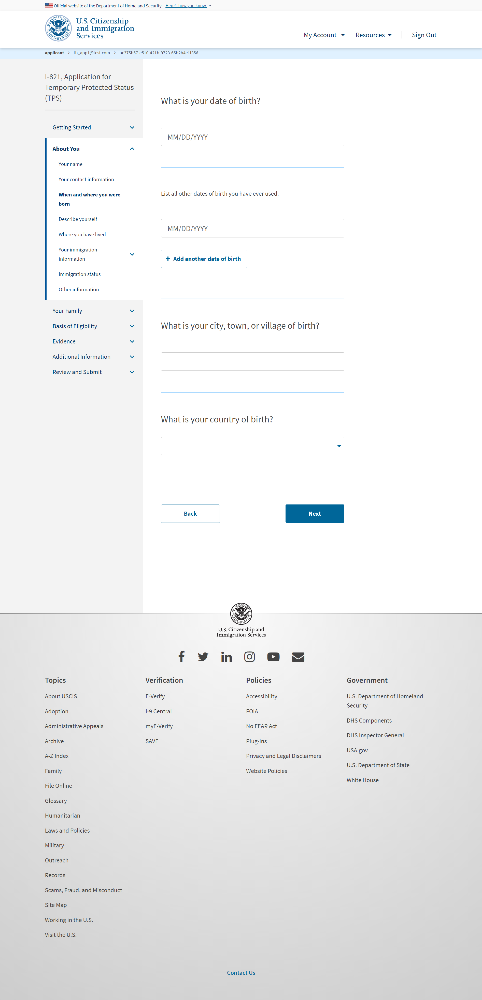 Official website of the Department of Homeland Security Here's how you know
U.S. Citizenship
and Immigration
Services
My Account Resources Sign Out
applicant > tb_app1@test.com > ac375b57-e510-421b-9723-65b2b4e1f356
I-821, Application for
Temporary Protected Status
(TPS)
Getting Started
About You
Your name
Your contact information
When and where you were
born
Describe yourself
Where you have lived
Your immigration
information
Immigration status
Other information
Your Family
Basis of Eligibility
Evidence
Additional Information
Review and Submit
What is your date of birth?
MM/DD/YYYY
List all other dates of birth you have ever used.
MM/DD/YYYY
+ Add another date of birth
What is your city, town, or village of birth?
What is your country of birth?
Back Next
U.S. Citizenship and
Immigration Services
Topics
About USCIS
Adoption
Administrative Appeals
Archive
A-Z Index
Family
File Online
Glossary
Humanitarian
Laws and Policies
Military
Outreach
Records
Scams, Fraud, and Misconduct
Site Map
Working in the U.S.
Visit the U.S.
Verification
E-Verify
I-9 Central
myE-Verify
SAVE
Policies
Accessibility
FOIA
No FEAR Act
Plug-ins
Privacy and Legal Disclaimers
Website Policies
Government
U.S. Department of Homeland
Security
DHS Components
DHS Inspector General
USA.gov
U.S. Department of State
White House
Contact Us